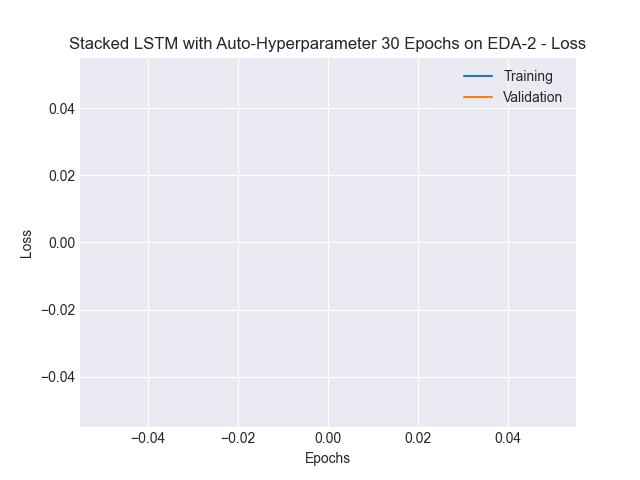 Stacked LSTM with Auto-Hyperparameter 30 Epochs on EDA-2 - Loss
Training
Validation
0.04
0.02
0.00
−0.02
−0.04
Loss
−0.04
−0.02
0.00
0.02
0.04
Epochs